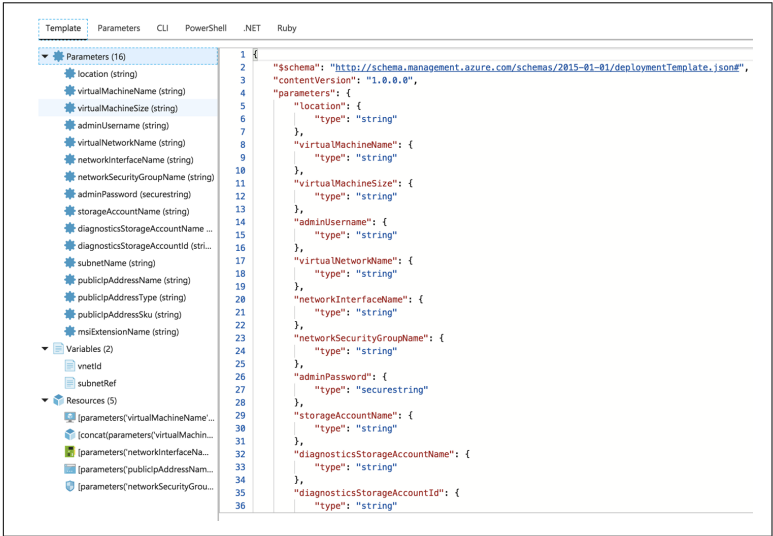 Template Parameters CLI PowerShell .NET Ruby
Parameters (16)
location (string)
virtualMachineName (string)
virtualMachineSize (string)
adminUsername (string)
virtualNetworkName (string)
networkInterfaceName (string)
networkSecurityGroupName (string)
adminPassword (securestring)
storageAccountName (string)
diagnosticsStorageAccountName ...
diagnosticsStorageAccountId (stri...
subnetName (string)
publicIpAddressName (string)
publicIpAddressType (string)
publicIpAddressSku (string)
msiExtensionName (string)
Variables (2)
vnetId
subnetRef
Resources (5)
[parameters('virtualMachineName'...
[concat(parameters('virtualMachin...
[parameters('networkInterfaceNa...
[parameters('publicIpAddressNam...
[parameters('networkSecurityGrou...
1 {
2 "$schema": "http://schema.management.azure.com/schemas/2015-01-01/deploymentTemplate.json#",
3 "contentVersion": "1.0.0.0",
4 "parameters": {
5 "location": {
6 "type": "string"
7 },
8 "virtualMachineName": {
9 "type": "string"
10 },
11 "virtualMachineSize": {
12 "type": "string"
13 },
14 "adminUsername": {
15 "type": "string"
16 },
17 "virtualNetworkName": {
18 "type": "string"
19 },
20 "networkInterfaceName": {
21 "type": "string"
22 },
23 "networkSecurityGroupName": {
24 "type": "string"
25 },
26 "adminPassword": {
27 "type": "securestring"
28 },
29 "storageAccountName": {
30 "type": "string"
31 },
32 "diagnosticsStorageAccountName": {
33 "type": "string"
34 },
35 "diagnosticsStorageAccountId": {
36 "type": "string"